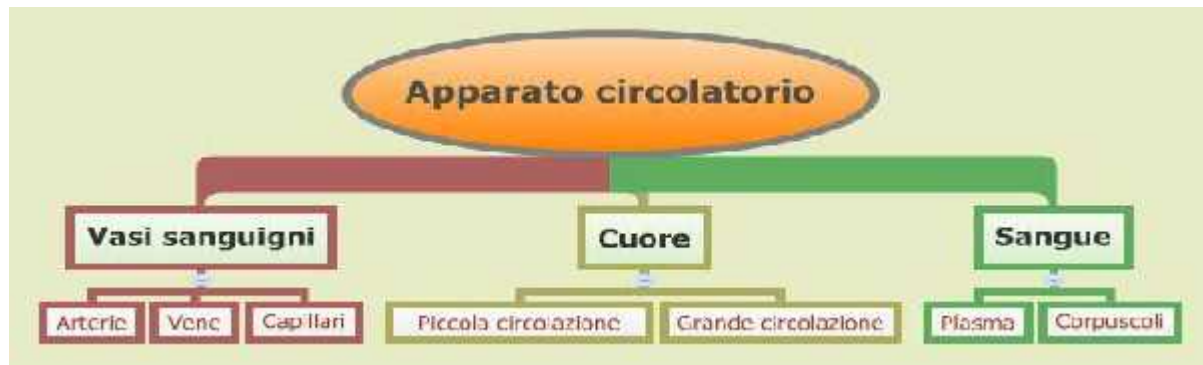 Apparato circolatorio
Vasi sanguigni
Cuore
Sangue
Arterie
Vene
Capillari
Piccola circolazione
Grande circolazione
Plasma
Corpuscoli